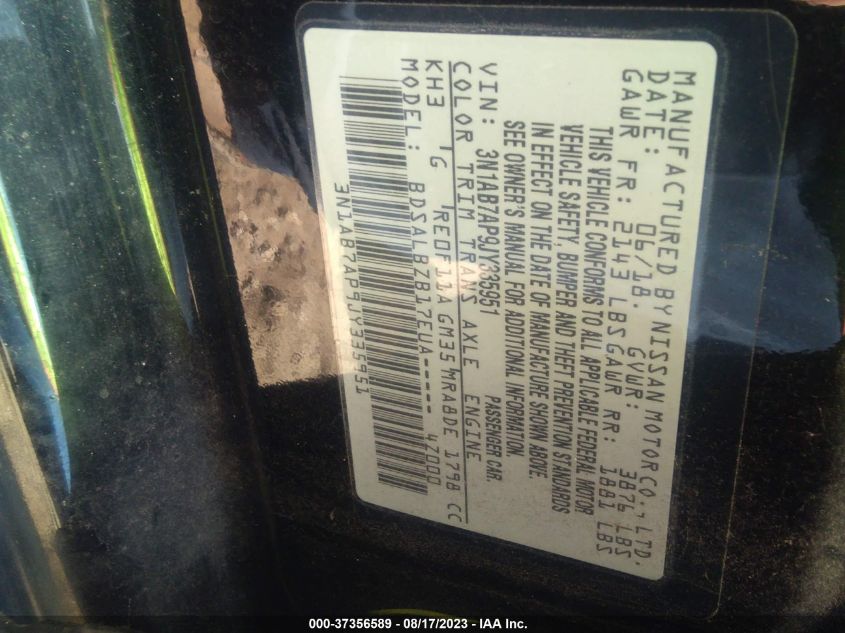 MANUFACTURED BY NISSAN MOTOR CO., LTD.
DATE: 06/18. GVWR: 3876 LBS
GAWR FR: 2143 LBS GAWR RR: 1881 LBS
THIS VEHICLE CONFORMS TO ALL APPLICABLE FEDERAL MOTOR
VEHICLE SAFETY, BUMPER AND THEFT PREVENTION STANDARDS
IN EFFECT ON THE DATE OF MANUFACTURE SHOWN ABOVE.
SEE OWNER'S MANUAL FOR ADDITIONAL INFORMATION.
VIN: 3N1AB7AP9JY335951 PASSENGER CAR.
COLOR TRIM TRANS AXLE ENGINE
KH3 G RE0F11A GM35 MRA8DE 1798 CC
MODEL: BDSALBZB17EUA----- 4Z000
3N1AB7AP9JY335951
000-37356589 - 08/17/2023 - IAA Inc.